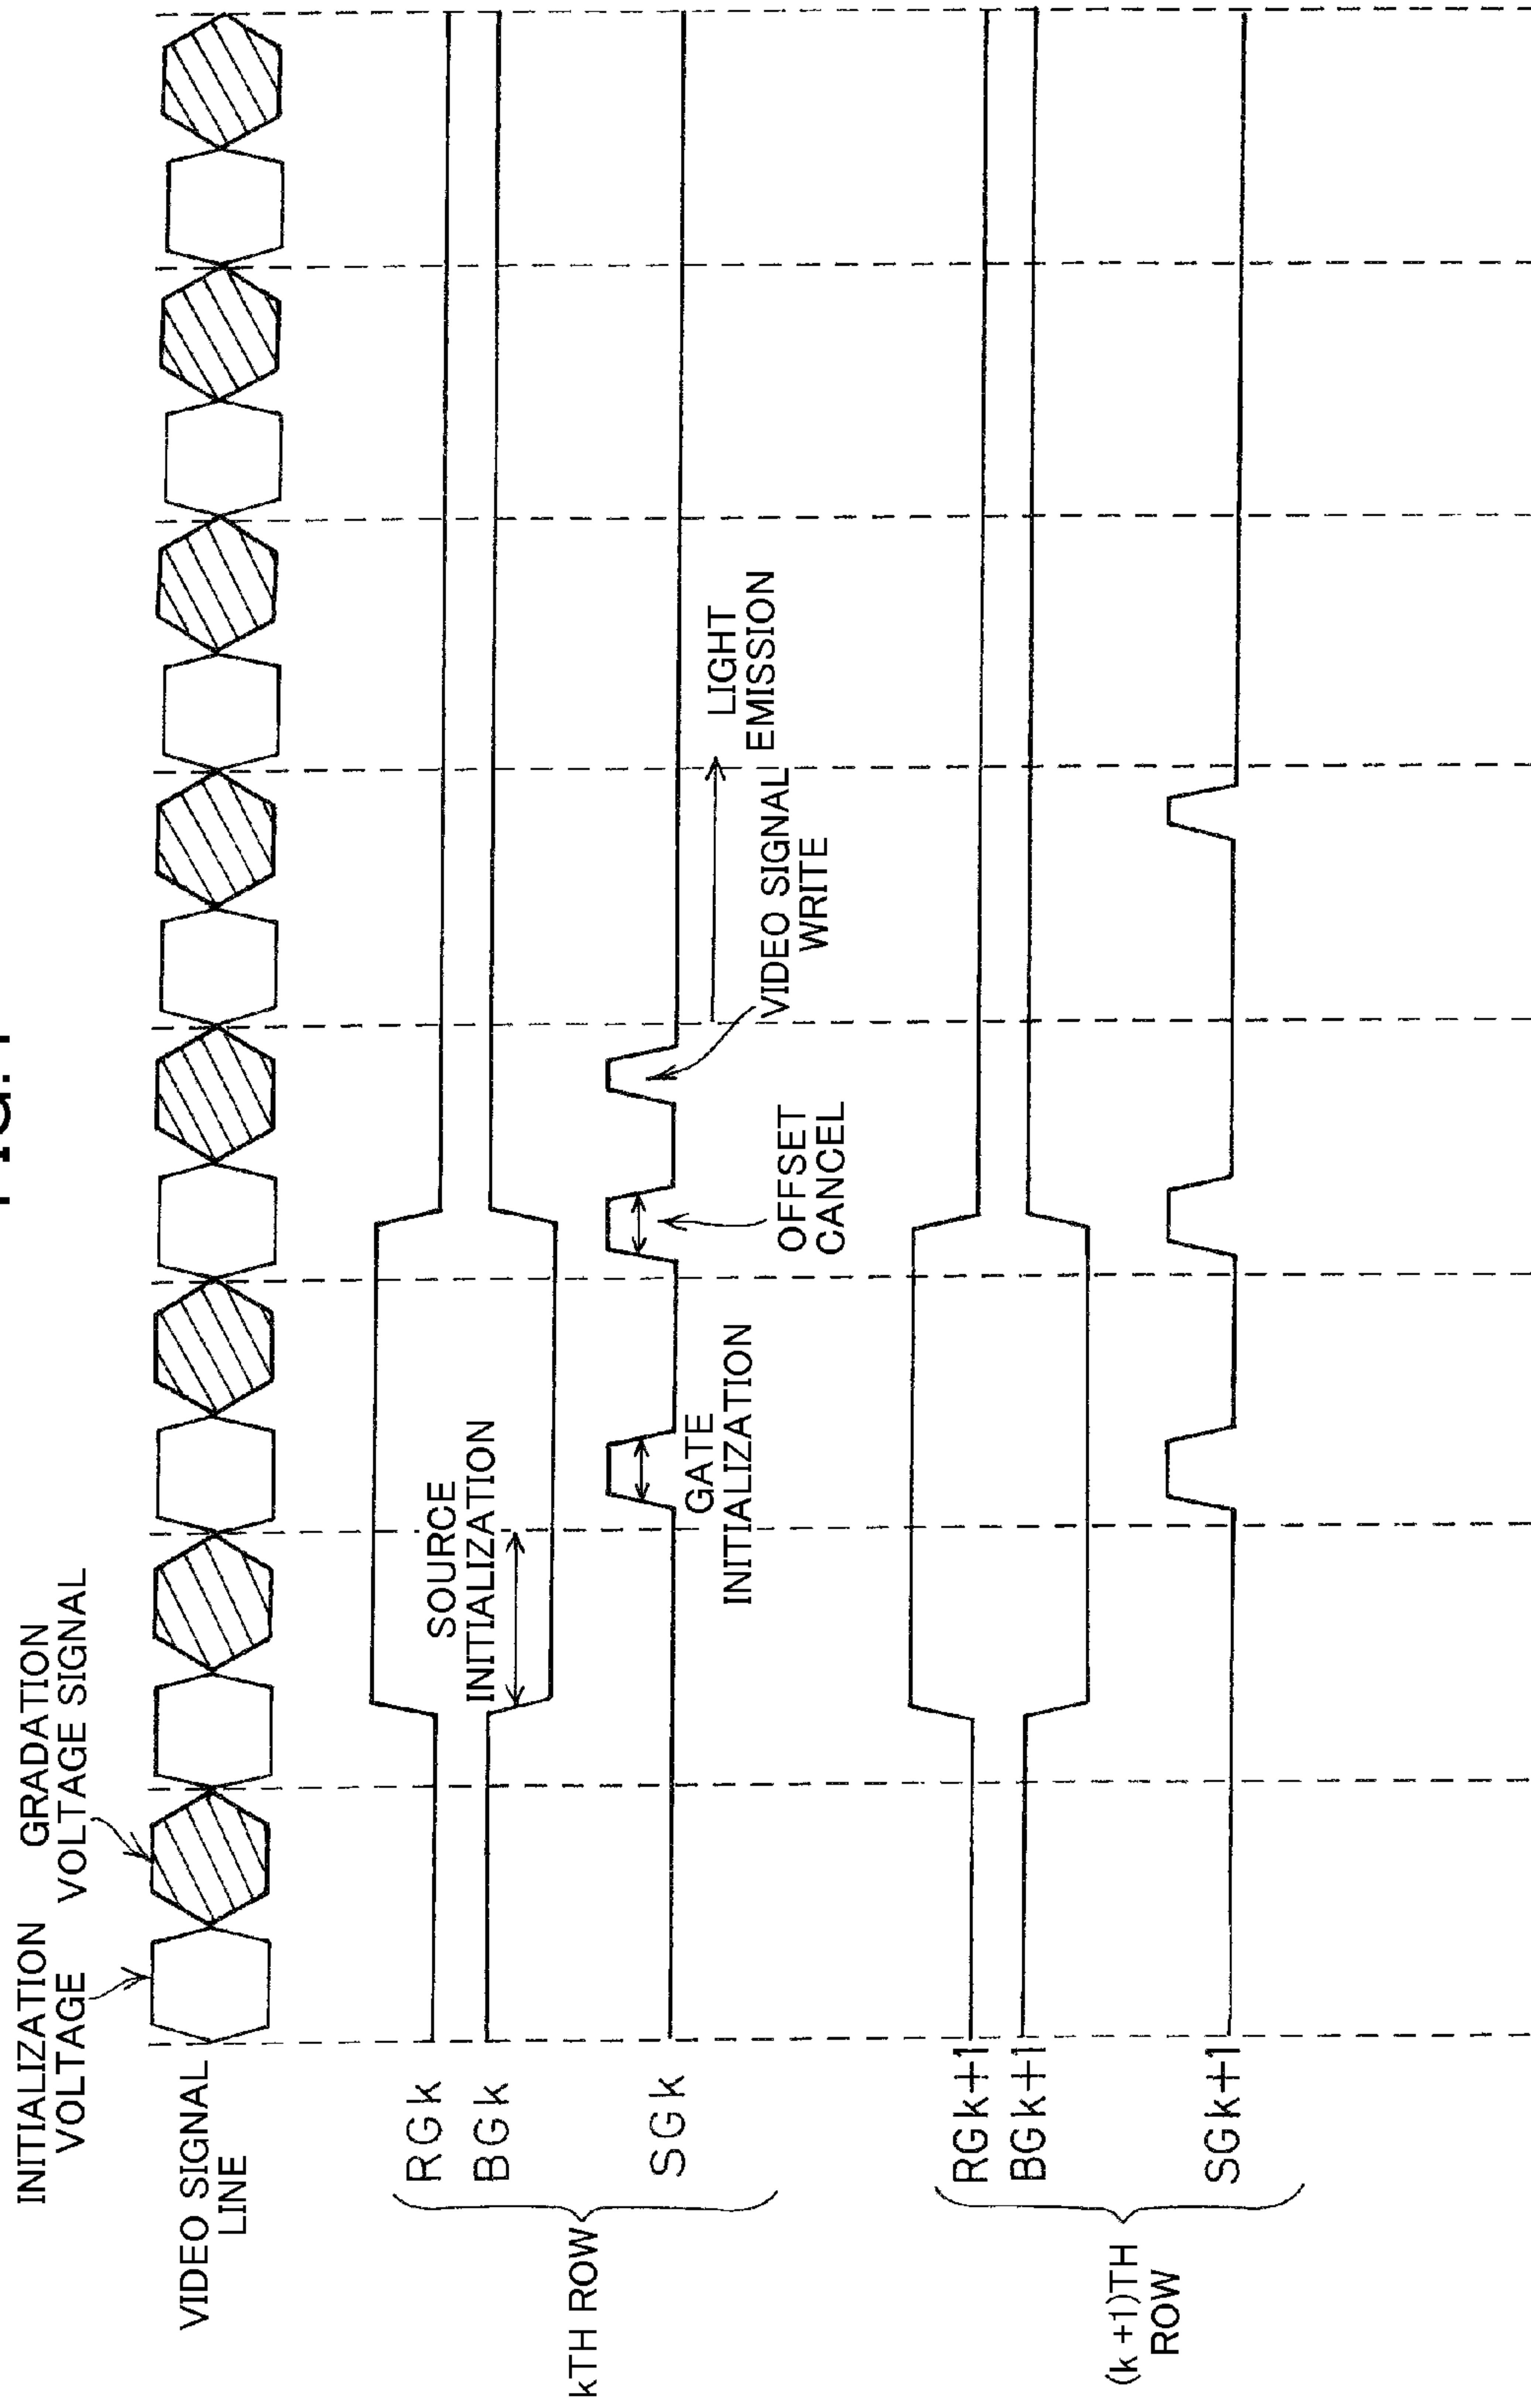 INITIALIZATION
VOLTAGE
GRADATION
VOLTAGE SIGNAL
VIDEO SIGNAL
LINE
RGk
BGk
SOURCE
INITIALIZATION
SGk
kTH ROW
GATE
INITIALIZATION
OFFSET
CANCEL
VIDEO SIGNAL
WRITE
LIGHT
EMISSION
RGk+1
BGk+1
SGk+1
(k+1)TH
ROW